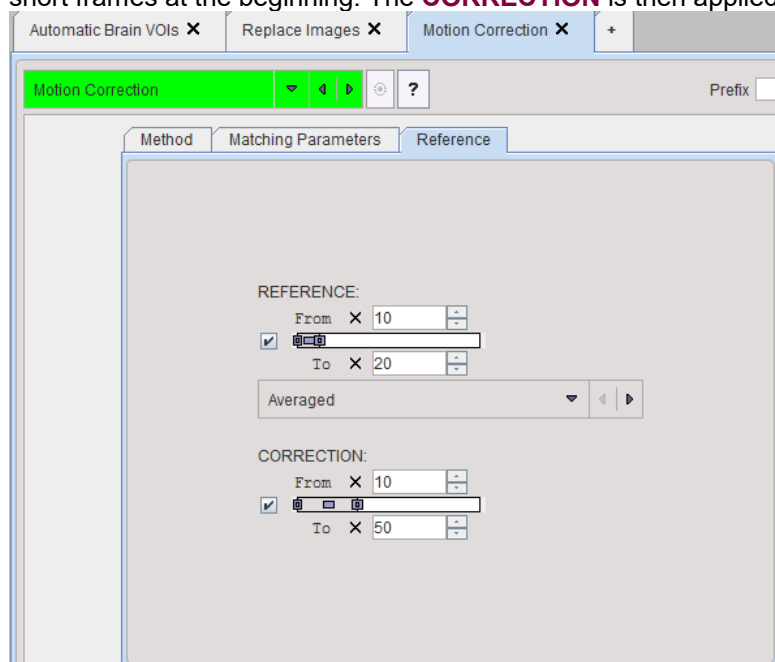 short frames at the beginning. The CORRECTION is then applied
Automatic Brain VOIs Replace Images Motion Correction +
Motion Correction ? Prefix
Method Matching Parameters Reference
REFERENCE:
From 10
To 20
Averaged
CORRECTION:
From 10
To 50